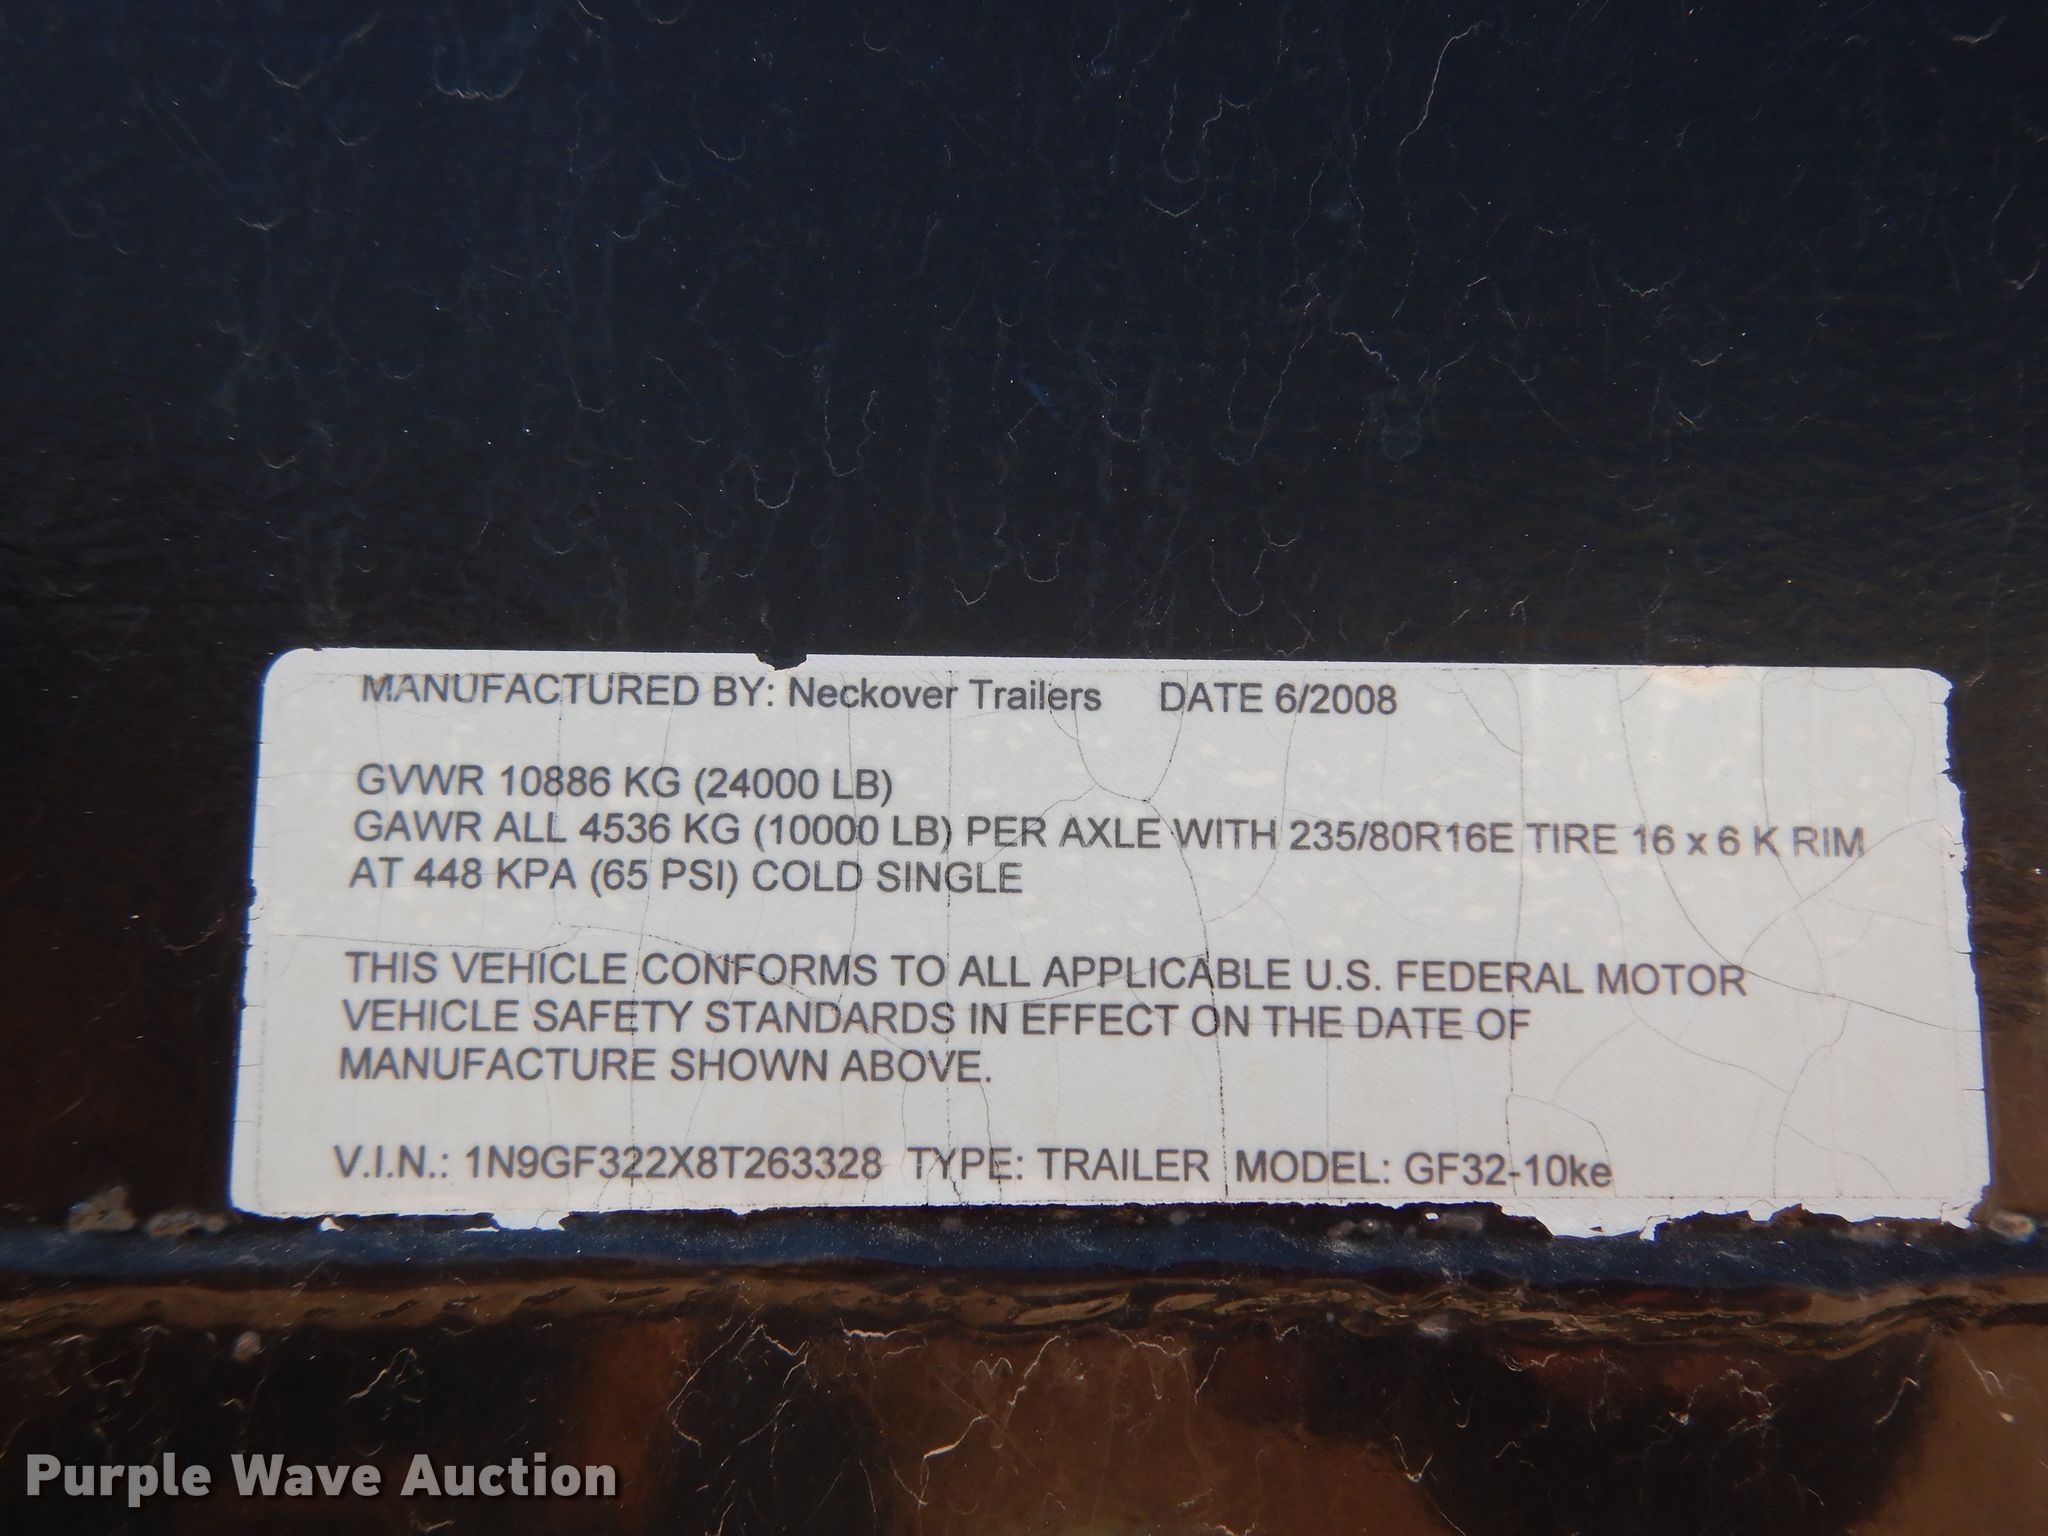 MANUFACTURED BY: Neckover Trailers DATE 6/2008
GVWR 10886 KG (24000 LB)
GAWR ALL 4536 KG (10000 LB) PER AXLE WITH 235/80R16E TIRE 16 x 6 K RIM
AT 448 KPA (65 PSI) COLD SINGLE
THIS VEHICLE CONFORMS TO ALL APPLICABLE U.S. FEDERAL MOTOR
VEHICLE SAFETY STANDARDS IN EFFECT ON THE DATE OF
MANUFACTURE SHOWN ABOVE.
V.I.N.: 1N9GF322X8T263328 TYPE: TRAILER MODEL: GF32-10ke
Purple Wave Auction